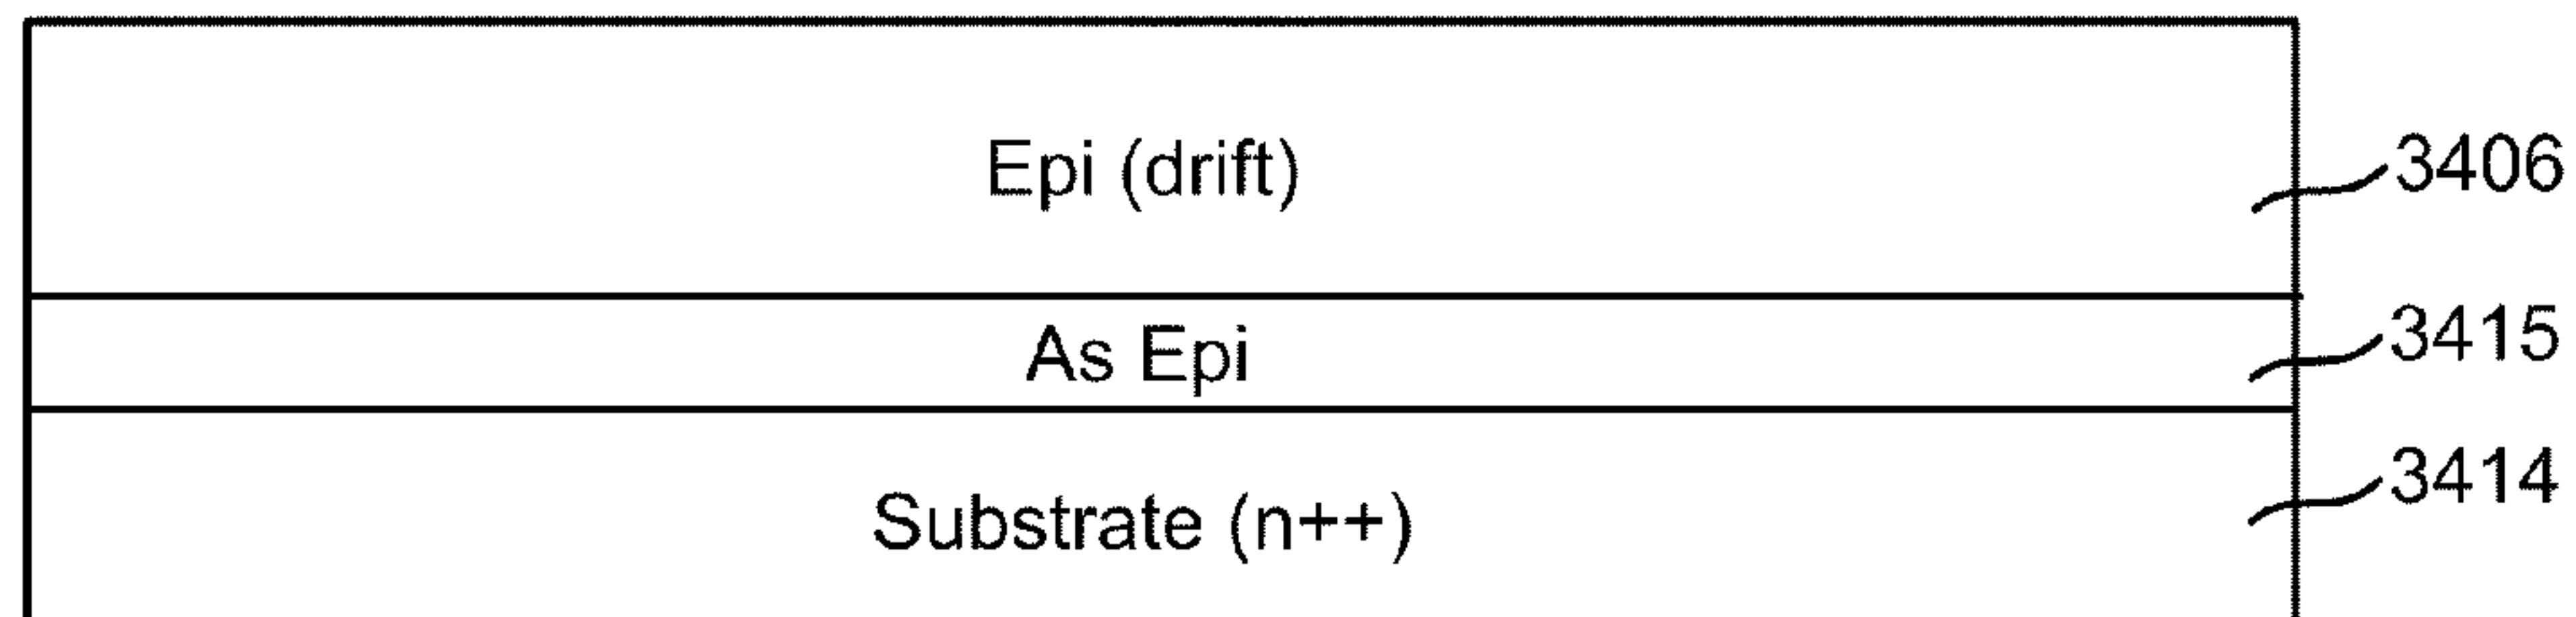 Epi (drift)
3406
As Epi
3415
Substrate (n++)
3414